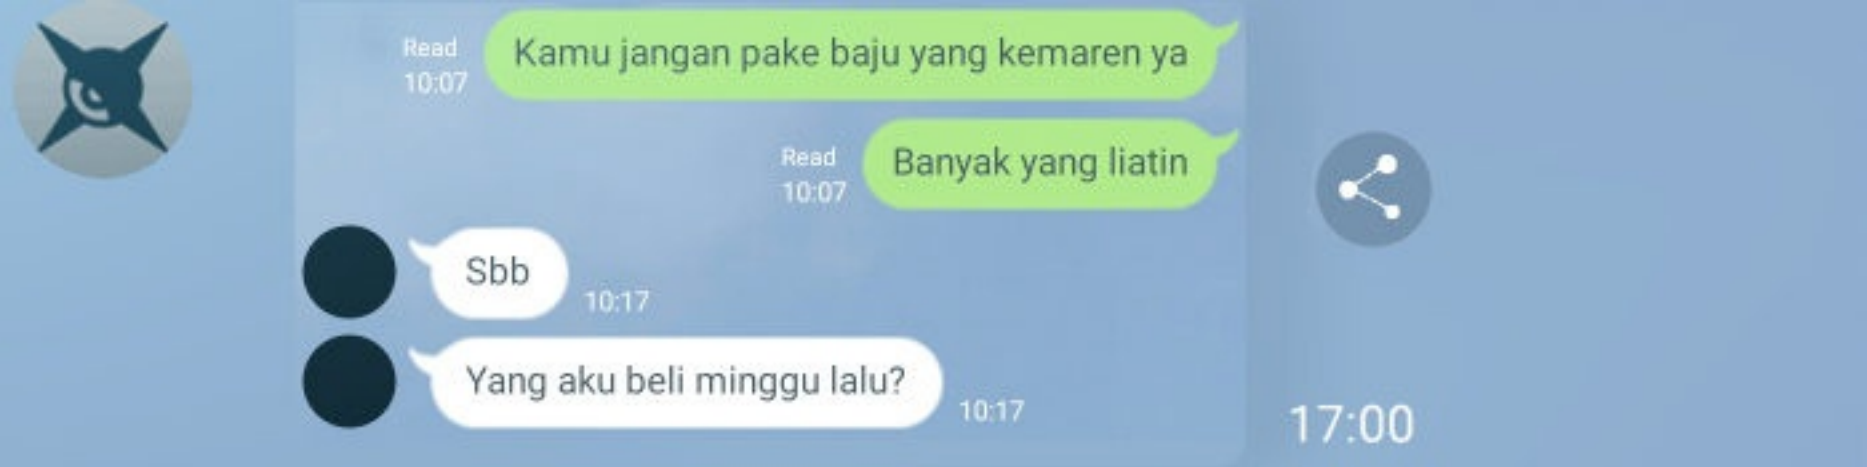 Read
10:07
Kamu jangan pake baju yang kemaren ya
Read
10:07
Banyak yang liatin
Sbb
10:17
Yang aku beli minggu lalu?
10:17
17:00